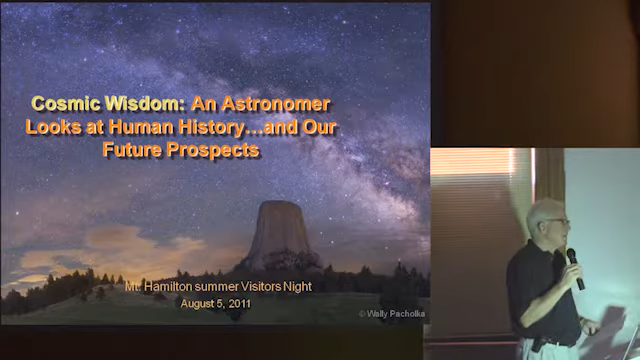 Cosmic Wisdom: An Astronomer
Looks at Human History...and Our
Future Prospects
Mt. Hamilton summer Visitors Night
August 5, 2011
© Wally Pacholka